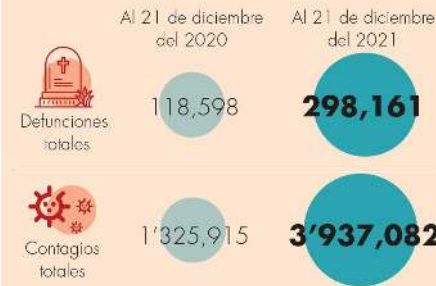 Al 21 de diciembre
del 2020
Al 21 de diciembre
del 2021
Defunciones
totales
118,598
298,161
Contagios
totales
1'325,915
3'937,082